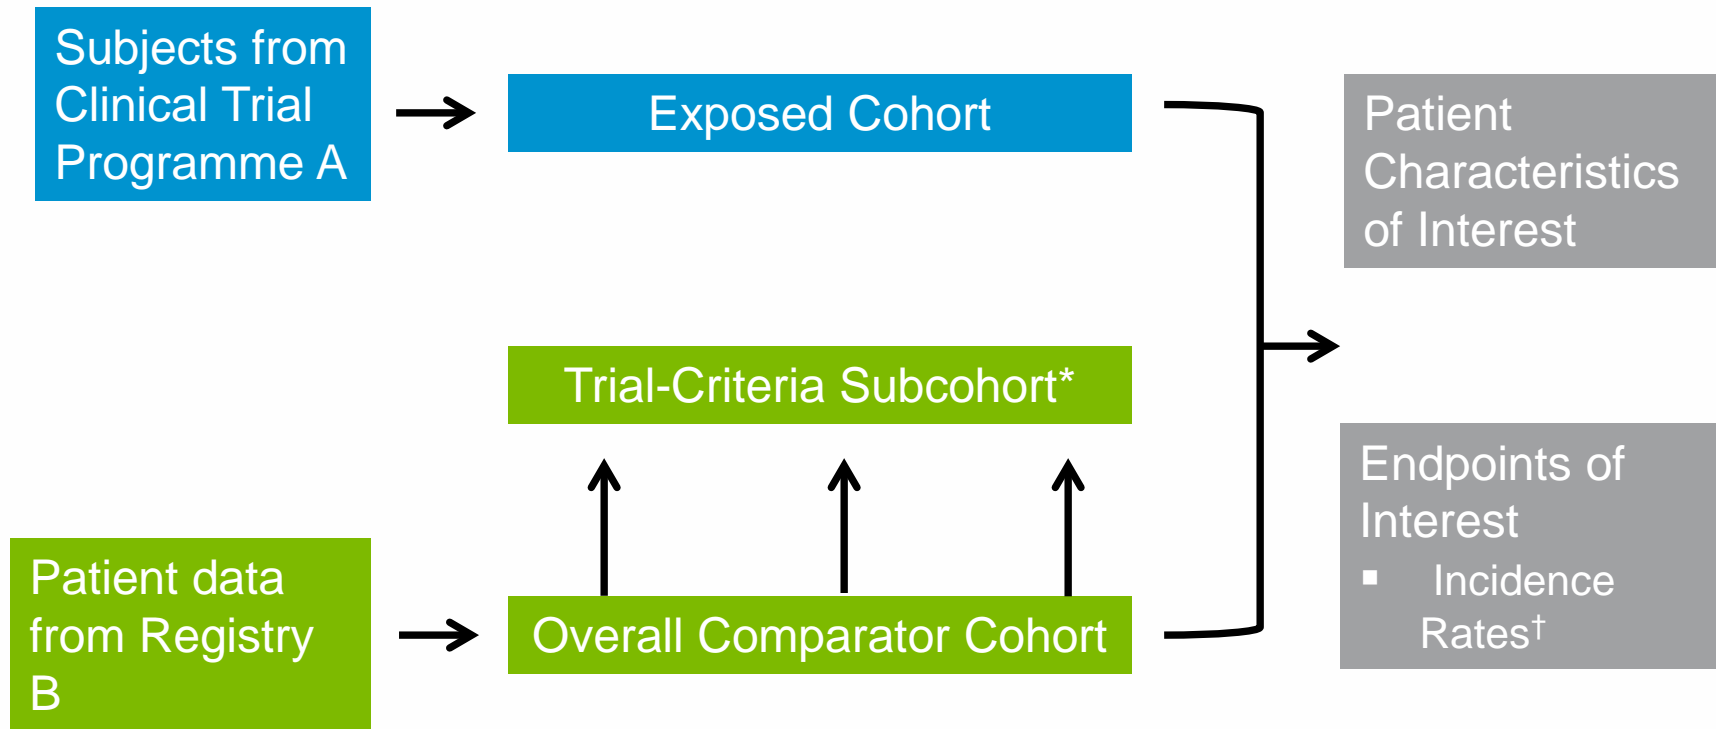 Subjects from
Clinical Trial
Programme A
Exposed Cohort
Patient
Characteristics
of Interest
Trial-Criteria Subcohort*
Patient data
from Registry
B
Overall Comparator Cohort
Endpoints of
Interest
▪ Incidence
Rates†